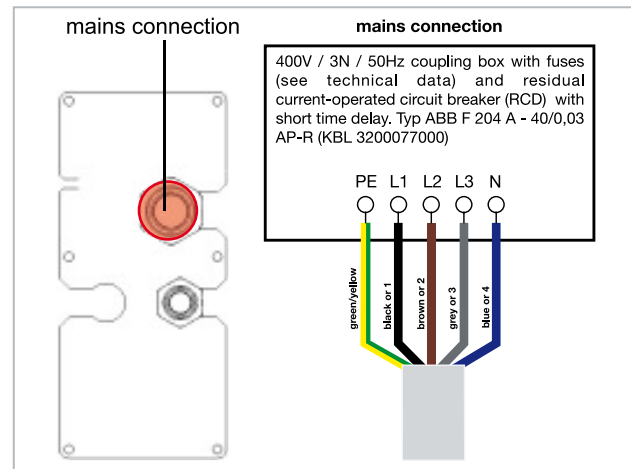 mains connection
mains connection
400V / 3N / 50Hz coupling box with fuses
(see technical data) and residual
current-operated circuit breaker (RCD) with
short time delay. Typ ABB F 204 A - 40/0,03
AP-R (KBL 3200077000)
PE L1 L2 L3 N
green/yellow
black or 1
brown or 2
grey or 3
blue or 4